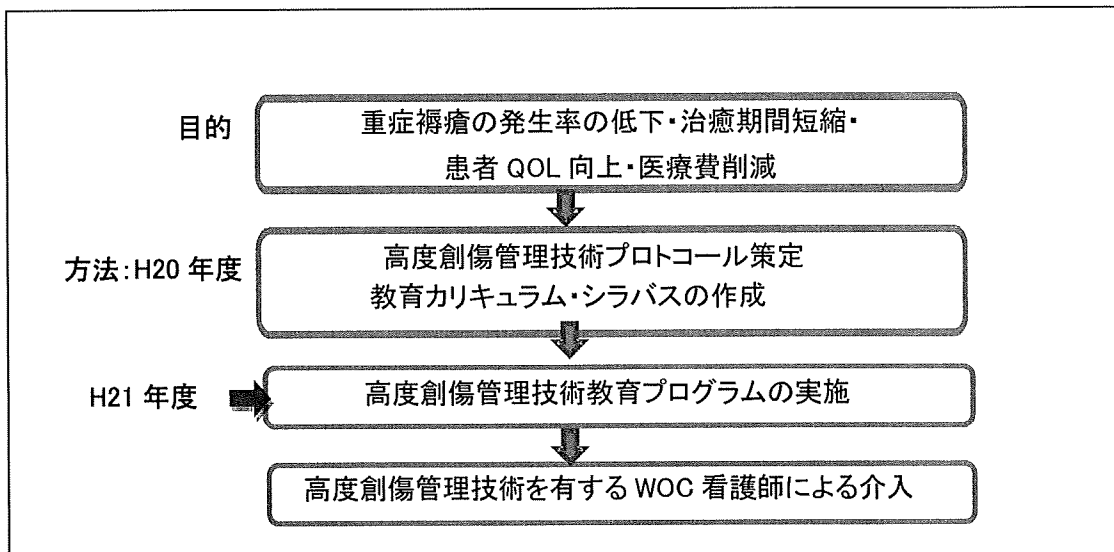 目的
重症褥瘡の発生率の低下・治癒期間短縮・
患者 QOL 向上・医療費削減
方法：H20 年度
高度創傷管理技術プロトコール策定
教育カリキュラム・シラバスの作成
H21 年度
高度創傷管理技術教育プログラムの実施
高度創傷管理技術を有する WOC 看護師による介入